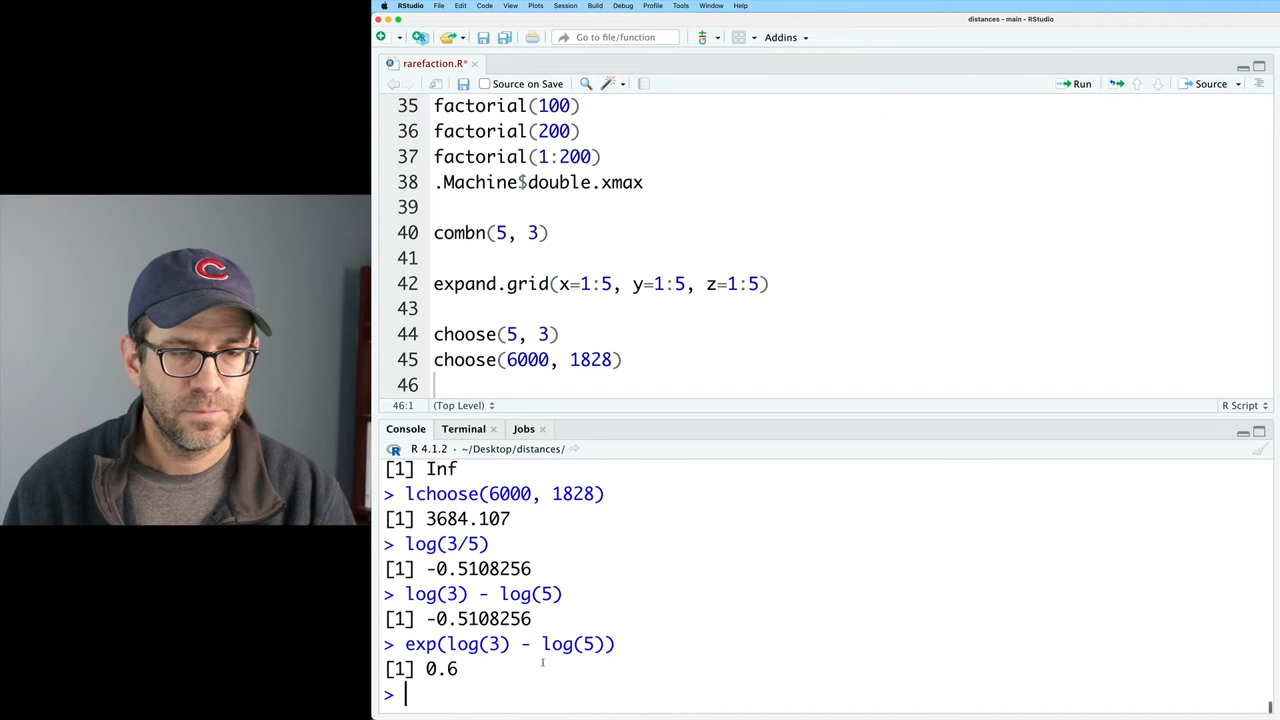 RStudio File Edit Code View Plots Session Build Debug Profile Tools Window Help
distances - main - RStudio
Go to file/function Addins
rarefaction.R*
Source on Save Run Source
35 factorial(100)
36 factorial(200)
37 factorial(1:200)
38 .Machine$double.xmax
39
40 combn(5, 3)
41
42 expand.grid(x=1:5, y=1:5, z=1:5)
43
44 choose(5, 3)
45 choose(6000, 1828)
46
46:1 (Top Level) R Script
Console Terminal Jobs
R 4.1.2 · ~/Desktop/distances/
[1] Inf
> lchoose(6000, 1828)
[1] 3684.107
> log(3/5)
[1] -0.5108256
> log(3) - log(5)
[1] -0.5108256
> exp(log(3) - log(5))
[1] 0.6
>